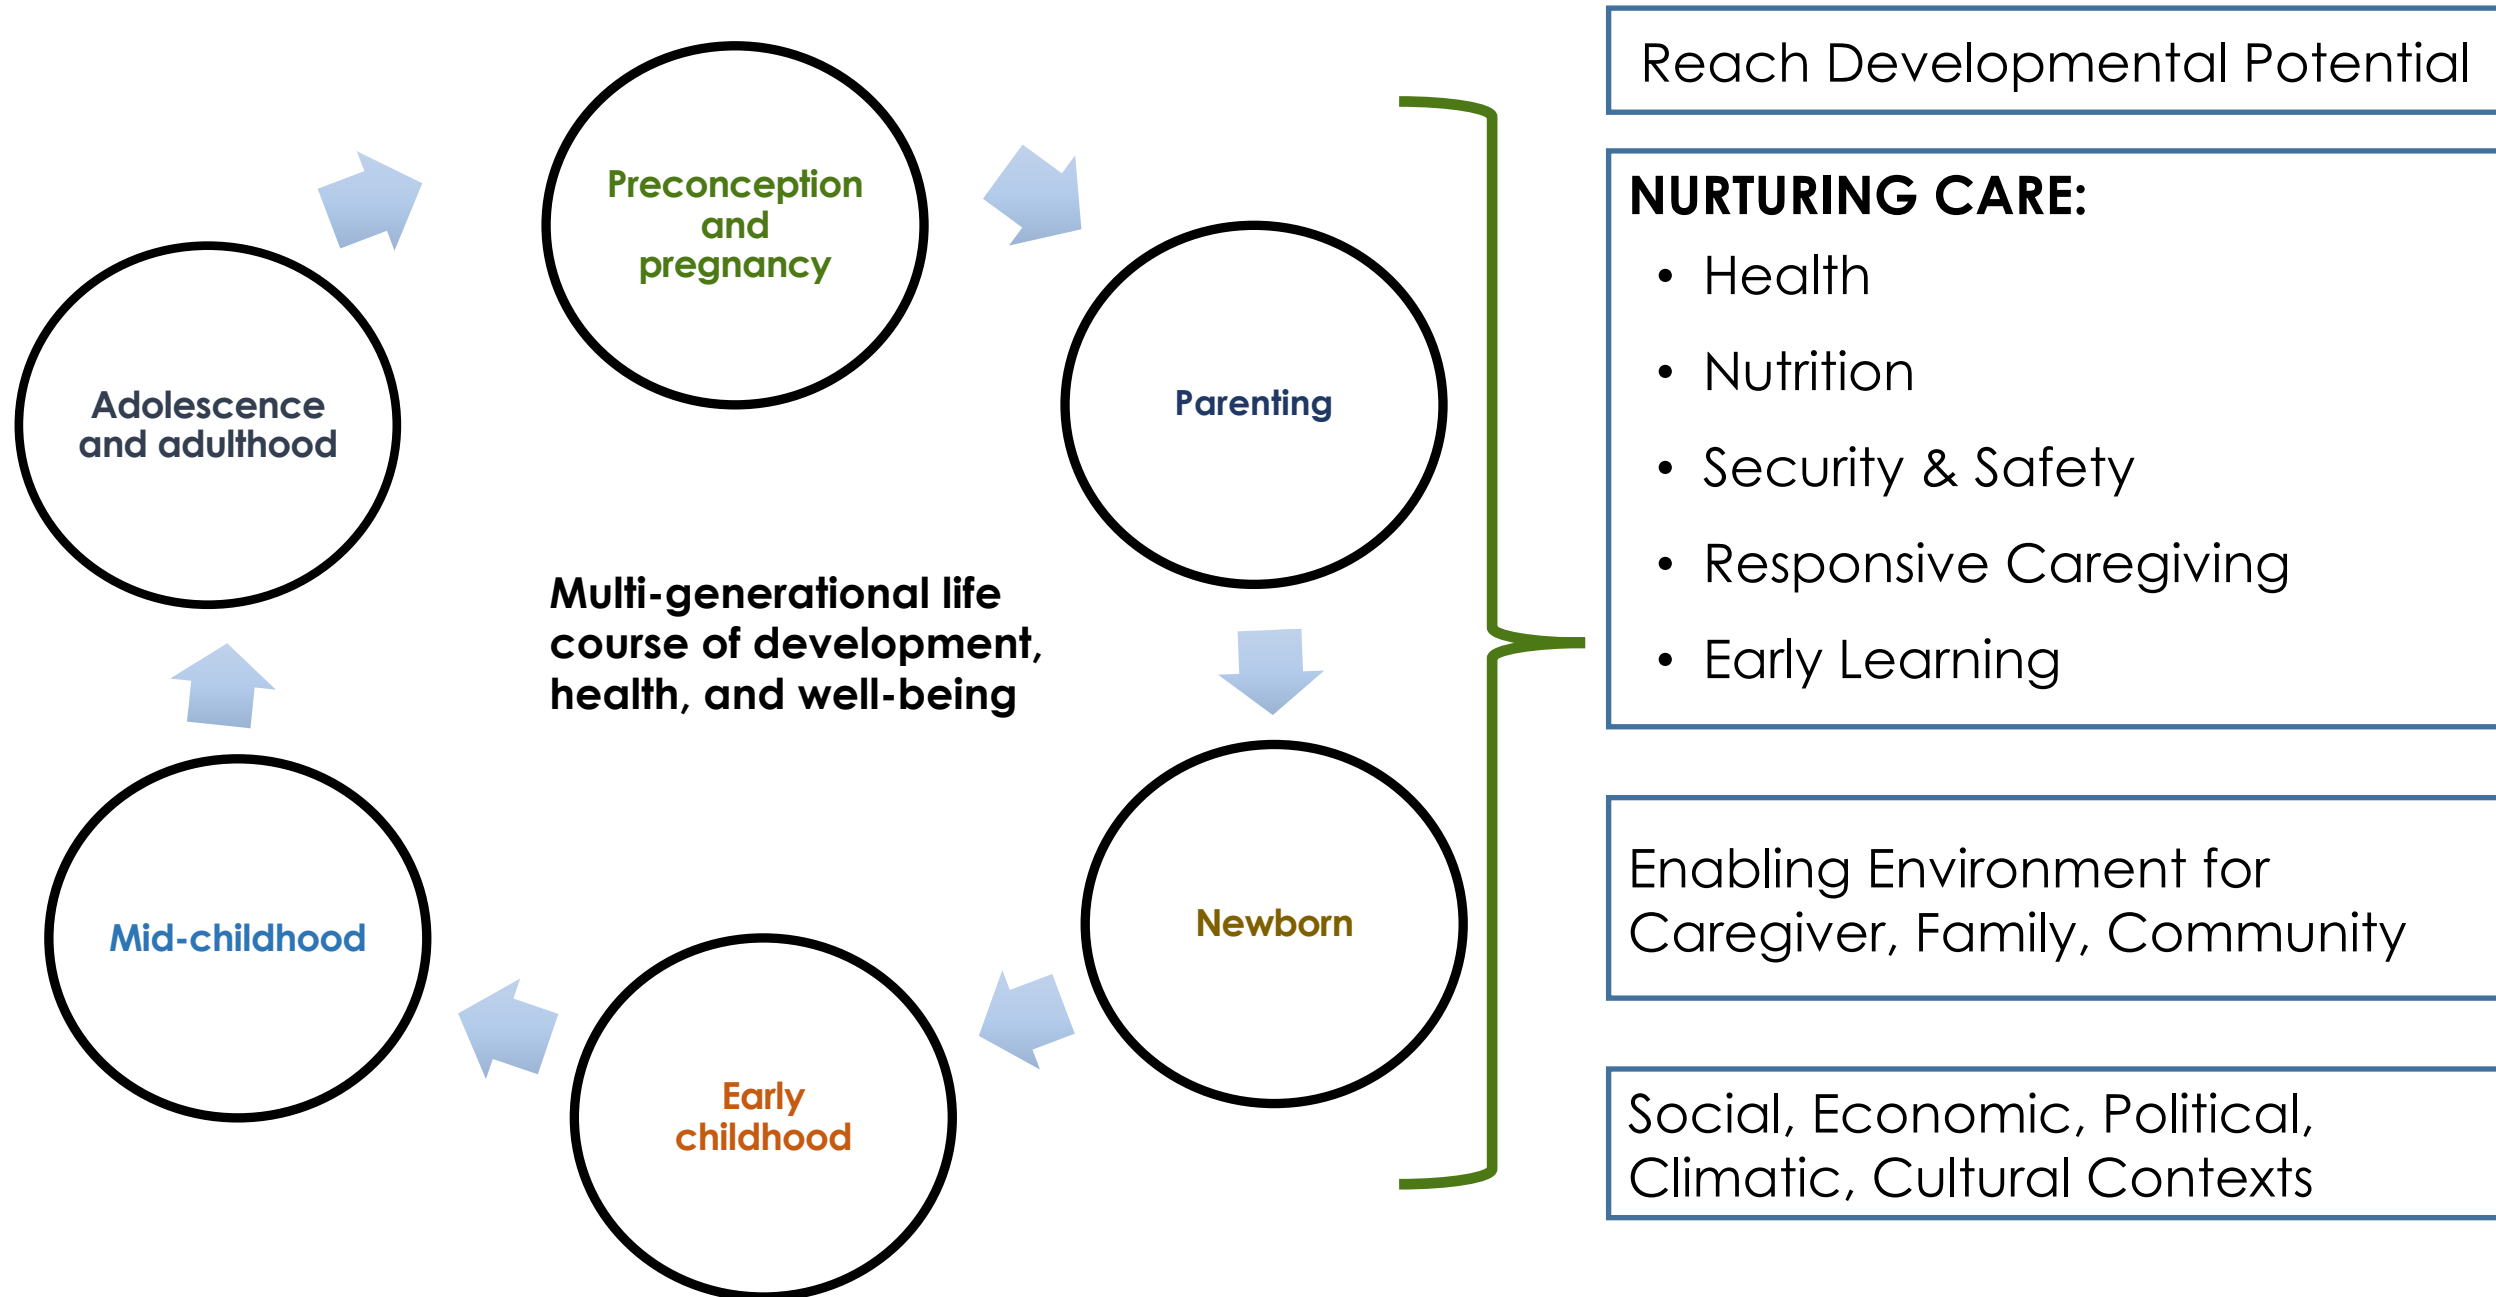 Preconception
and
pregnancy
Parenting
Newborn
Early
childhood
Mid-childhood
Adolescence
and adulthood
Multi-generational life
course of development,
health, and well-being
Reach Developmental Potential
NURTURING CARE:
• Health
• Nutrition
• Security & Safety
• Responsive Caregiving
• Early Learning
Enabling Environment for
Caregiver, Family, Community
Social, Economic, Political,
Climatic, Cultural Contexts